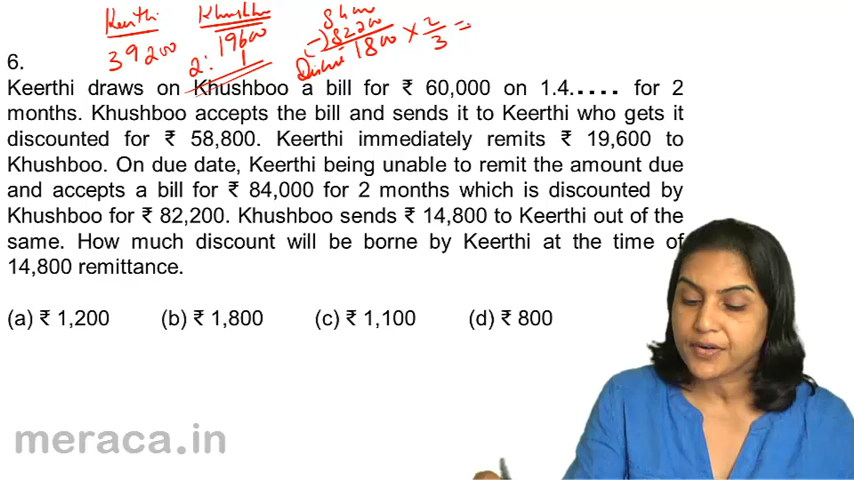 Keerthi Khushbu 84000
39200 19600 (-) 82200
2: 1 Discount 1800 × 2/3 =
6.
Keerthi draws on Khushboo a bill for ₹ 60,000 on 1.4..... for 2
months. Khushboo accepts the bill and sends it to Keerthi who gets it
discounted for ₹ 58,800. Keerthi immediately remits ₹ 19,600 to
Khushboo. On due date, Keerthi being unable to remit the amount due
and accepts a bill for ₹ 84,000 for 2 months which is discounted by
Khushboo for ₹ 82,200. Khushboo sends ₹ 14,800 to Keerthi out of the
same. How much discount will be borne by Keerthi at the time of
14,800 remittance.
(a) ₹ 1,200 (b) ₹ 1,800 (c) ₹ 1,100 (d) ₹ 800
meraca.in